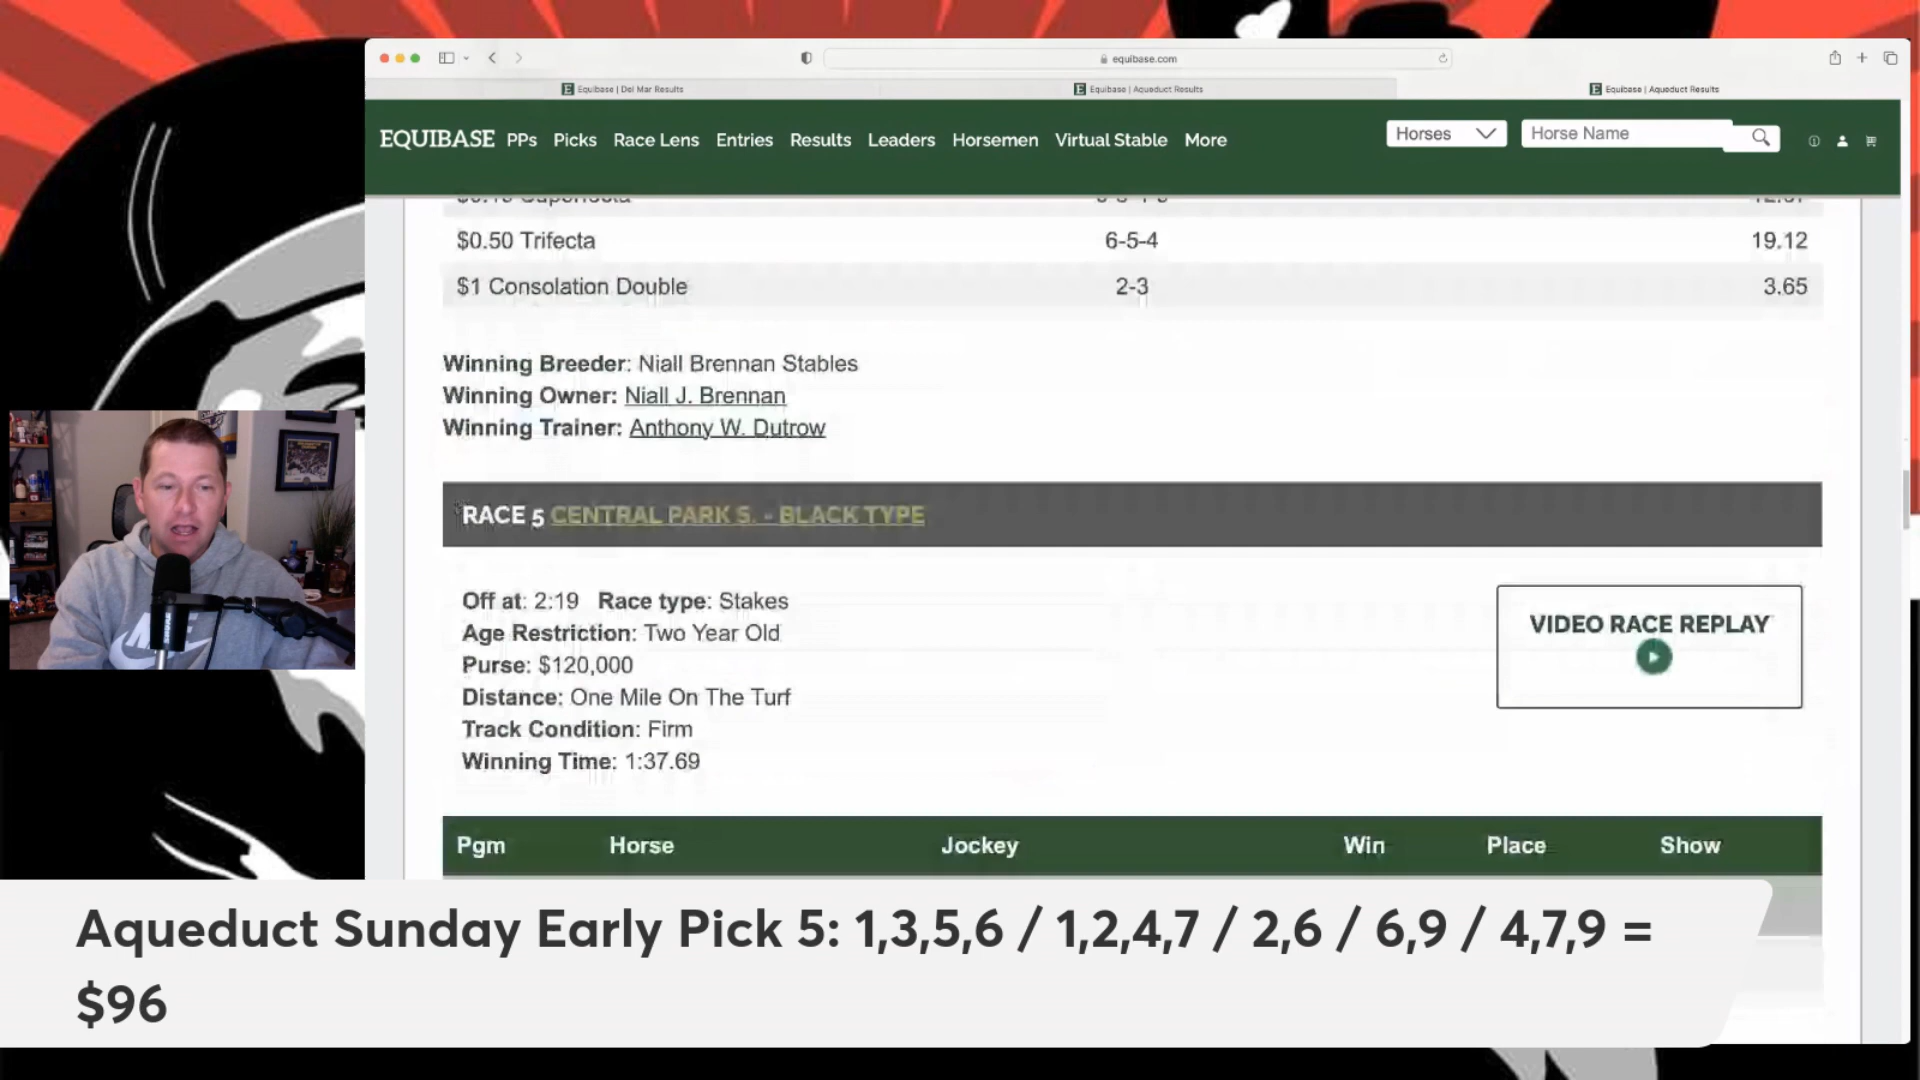 equibase.com
Equibase | Del Mar Results
Equibase | Aqueduct Results
Equibase | Aqueduct Results
EQUIBASE PPs Picks Race Lens Entries Results Leaders Horsemen Virtual Stable More Horses Horse Name
$0.50 Trifecta 6-5-4 19.12
$1 Consolation Double 2-3 3.65
Winning Breeder: Niall Brennan Stables
Winning Owner: Niall J. Brennan
Winning Trainer: Anthony W. Dutrow
RACE 5 CENTRAL PARK S. - BLACK TYPE
Off at: 2:19 Race type: Stakes
Age Restriction: Two Year Old
Purse: $120,000
Distance: One Mile On The Turf
Track Condition: Firm
Winning Time: 1:37.69
VIDEO RACE REPLAY
Pgm Horse Jockey Win Place Show
Aqueduct Sunday Early Pick 5: 1,3,5,6 / 1,2,4,7 / 2,6 / 6,9 / 4,7,9 =
$96